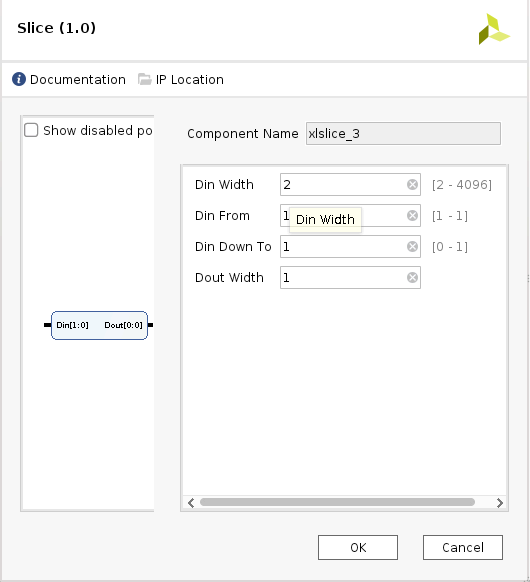 Slice (1.0)
Documentation IP Location
Show disabled po
Component Name xlslice_3
Din Width 2 [2 - 4096]
Din From 1 [1 - 1]
Din Width
Din Down To 1 [0 - 1]
Dout Width 1
Din[1:0] Dout[0:0]
OK Cancel